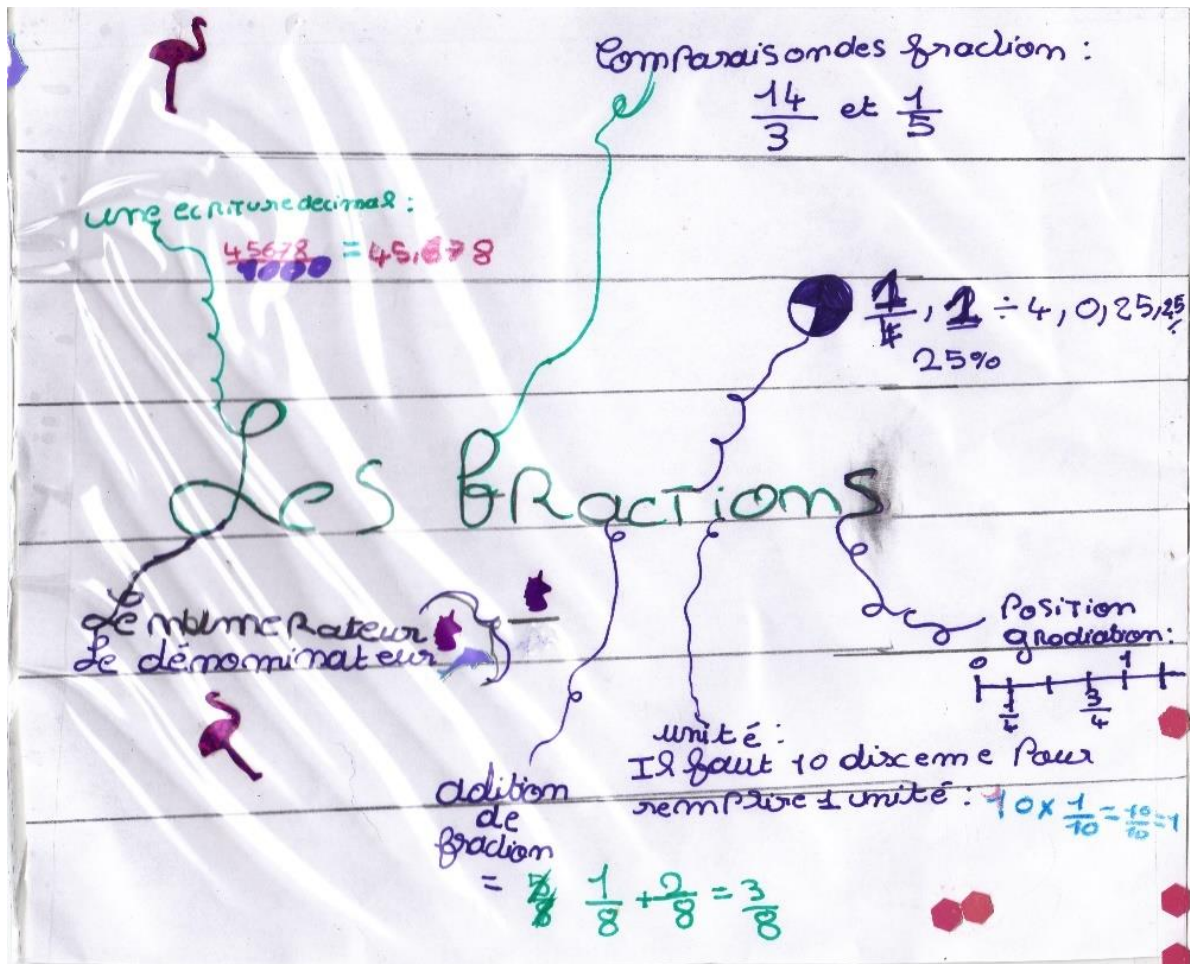 Comparaison des fraction :
14/3 et 1/5
une ecriture decimal :
45678/1000 = 45,678
1/4, 1 ÷ 4, 0,25, 25
25%
Les fRacTions
Le numeRateur
Le dénominateur
Position
gradiation :
0 1
1/4 3/4
unité :
Il faut 10 disceme Pour
remplire 1 unité : 10 x 1/10 = 10/10 = 1
adition
de
fraction
= 1/8 + 2/8 = 3/8